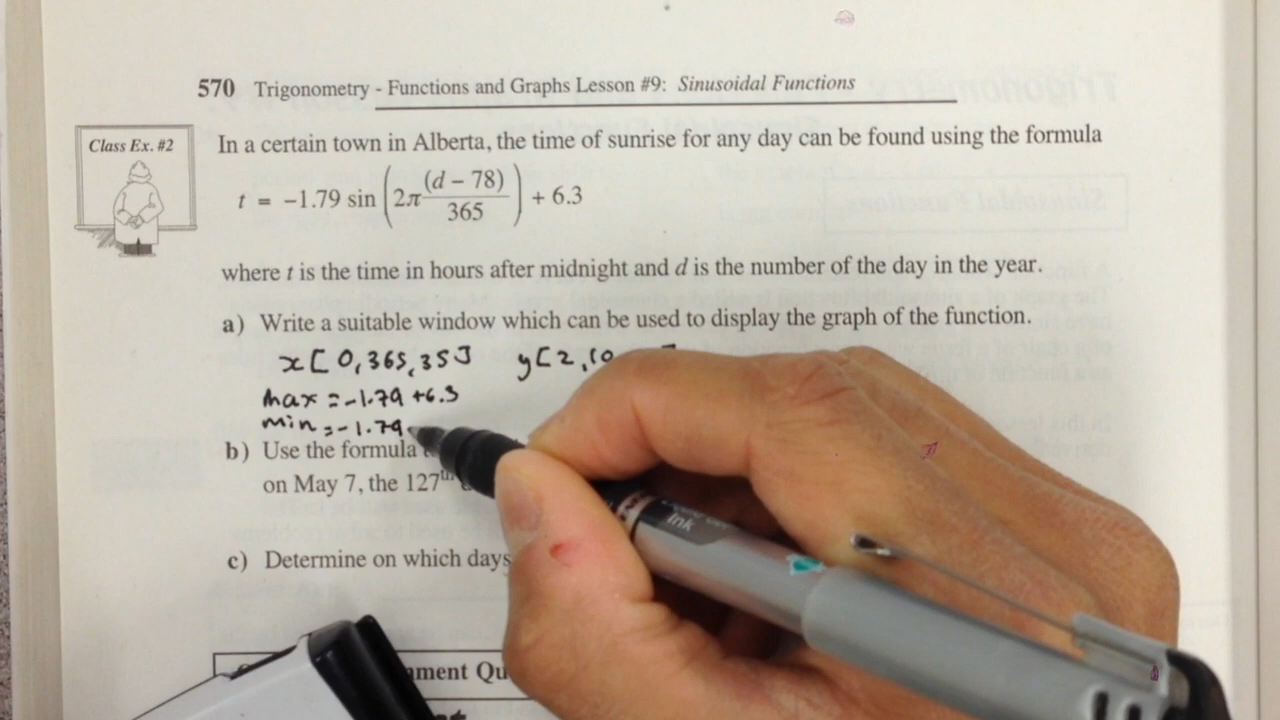 570 Trigonometry - Functions and Graphs Lesson #9: Sinusoidal Functions
Class Ex. #2
In a certain town in Alberta, the time of sunrise for any day can be found using the formula
t = −1.79 sin (2π (d − 78) / 365) + 6.3
where t is the time in hours after midnight and d is the number of the day in the year.
a) Write a suitable window which can be used to display the graph of the function.
x[0,365,35] y[2,10
max = -1.79 +6.3
min = -1.79
b) Use the formula
on May 7, the 127th
c) Determine on which days
Ink